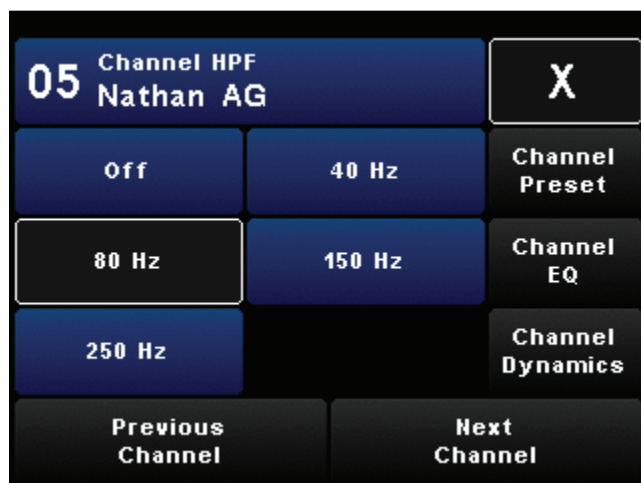 05 Channel HPF
Nathan AG
X
Off
40 Hz
Channel
Preset
80 Hz
150 Hz
Channel
EQ
250 Hz
Channel
Dynamics
Previous
Channel
Next
Channel